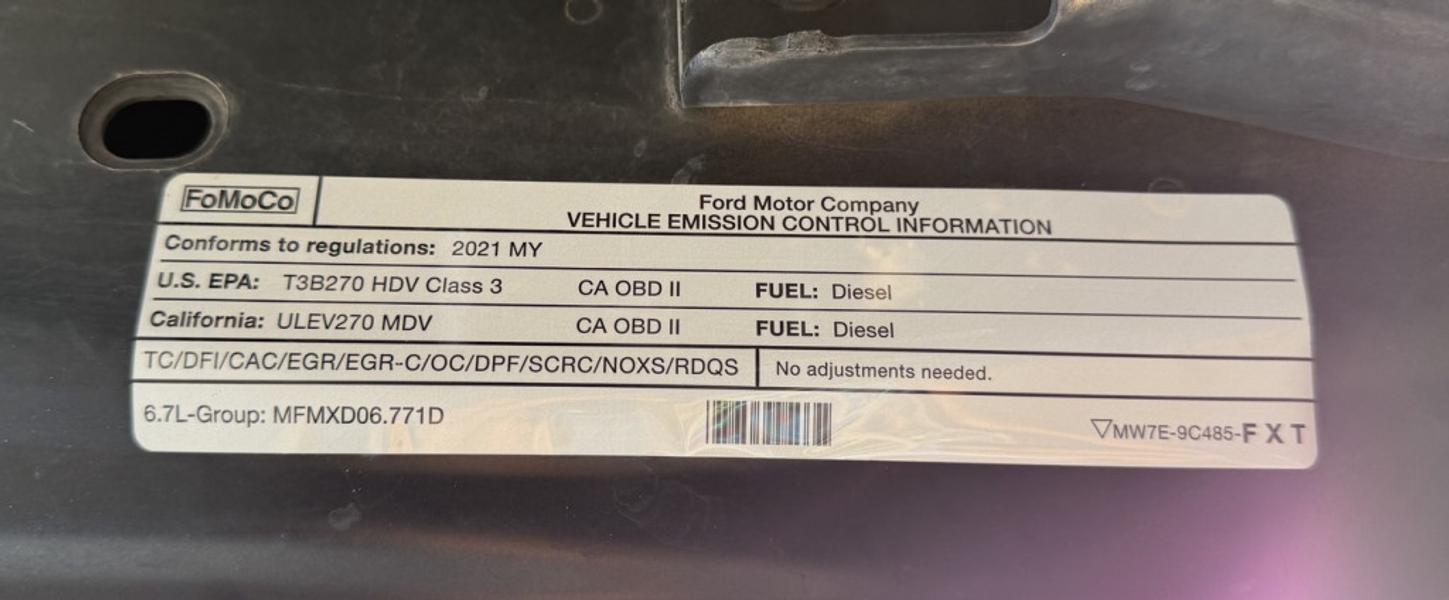 FoMoCo
Ford Motor Company
VEHICLE EMISSION CONTROL INFORMATION
Conforms to regulations: 2021 MY
U.S. EPA: T3B270 HDV Class 3 CA OBD II FUEL: Diesel
California: ULEV270 MDV CA OBD II FUEL: Diesel
TC/DFI/CAC/EGR/EGR-C/OC/DPF/SCRC/NOXS/RDQS No adjustments needed.
6.7L-Group: MFMXD06.771D ▽MW7E-9C485-F X T